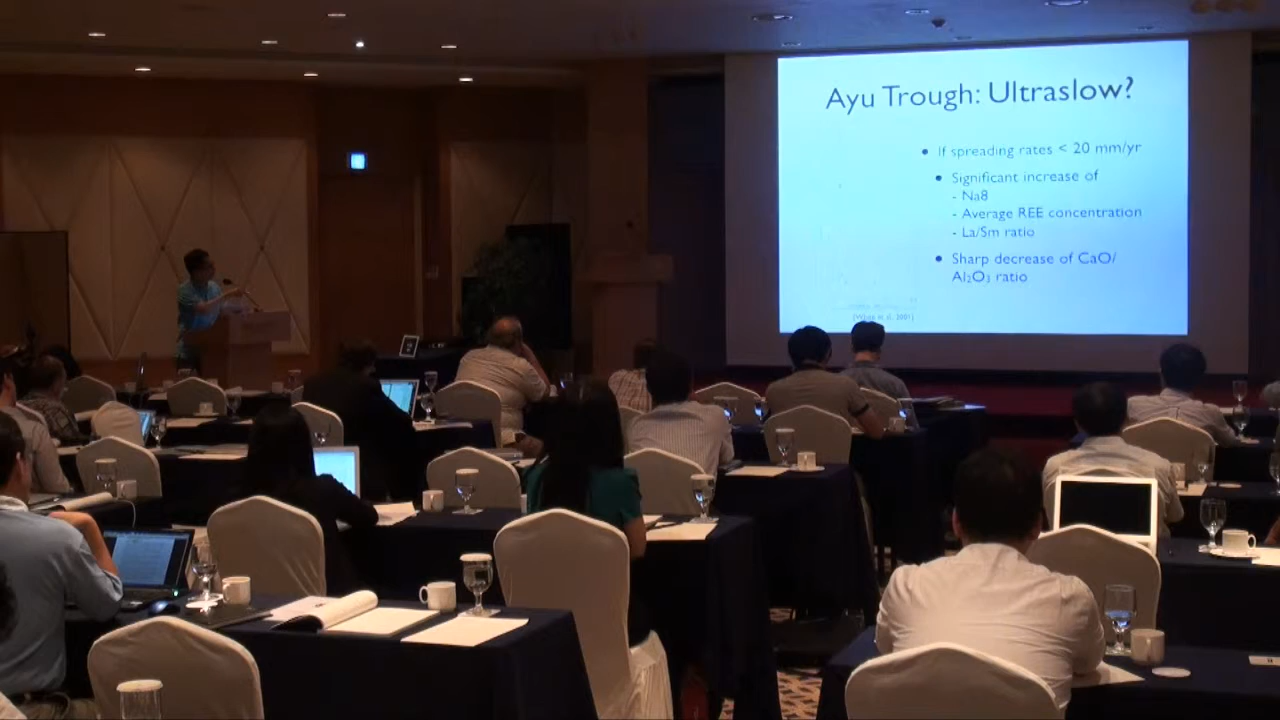 Ayu Trough: Ultraslow?
• If spreading rates < 20 mm/yr
• Significant increase of
- Na8
- Average REE concentration
- La/Sm ratio
• Sharp decrease of CaO/
Al₂O₃ ratio